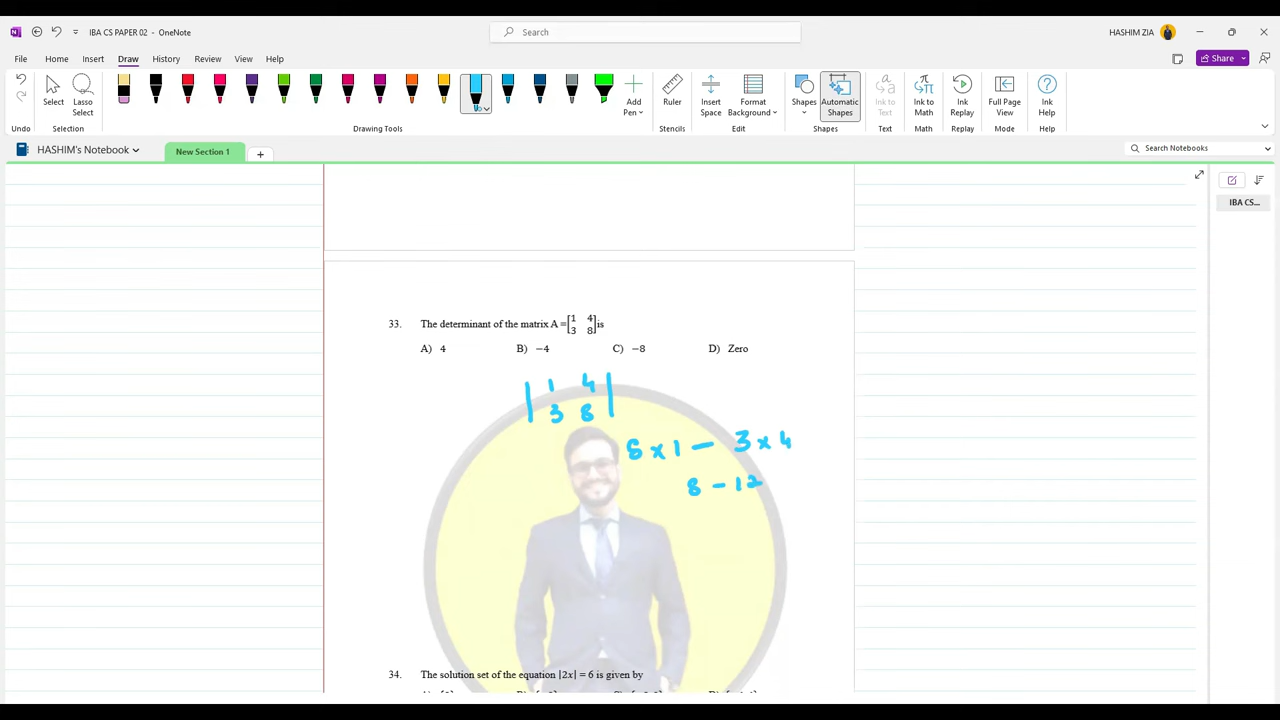 IBA CS PAPER 02 - OneNote
Search
HASHIM ZIA
File Home Insert Draw History Review View Help
Share
Select
Lasso Select
Add Pen
Ruler
Insert Space
Format Background
Shapes
Automatic Shapes
Ink to Text
Ink to Math
Ink Replay
Full Page View
Ink Help
Undo Selection Drawing Tools Stencils Edit Shapes Text Math Replay Mode Help
HASHIM's Notebook New Section 1 + Search Notebooks
IBA CS...
33. The determinant of the matrix A = [1 4
3 8] is
A) 4 B) −4 C) −8 D) Zero
| 1 4 |
| 3 8 |
8 x 1 − 3 x 4
8 − 12
34. The solution set of the equation |2x| = 6 is given by